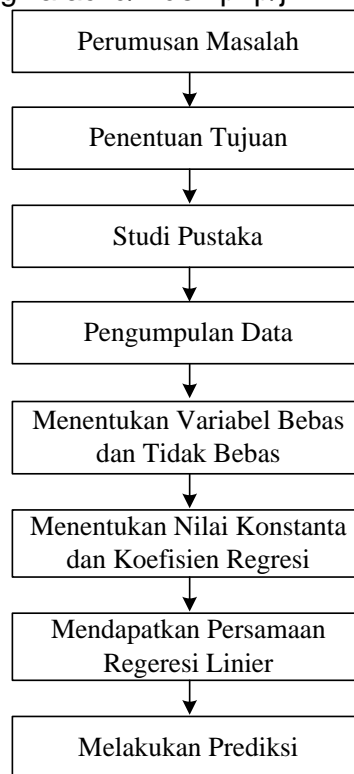 Perumusan Masalah
Penentuan Tujuan
Studi Pustaka
Pengumpulan Data
Menentukan Variabel Bebas
dan Tidak Bebas
Menentukan Nilai Konstanta
dan Koefisien Regresi
Mendapatkan Persamaan
Regeresi Linier
Melakukan Prediksi